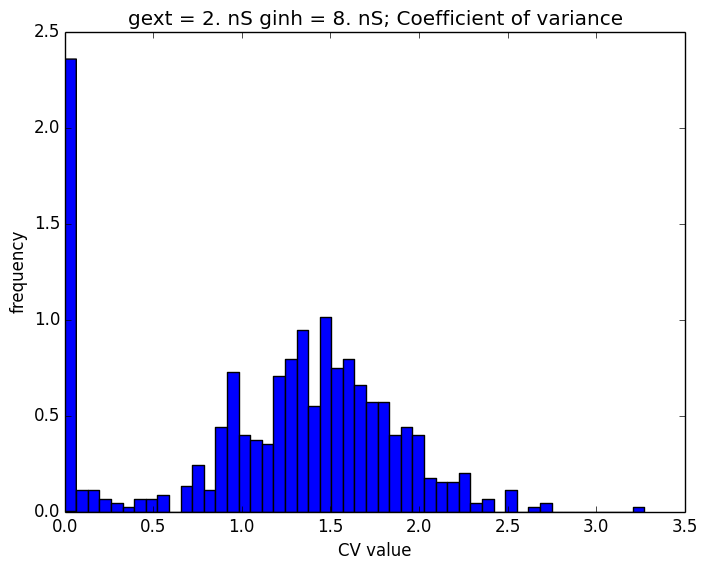 gext = 2. nS ginh = 8. nS; Coefficient of variance
2.5
2.0
1.5
1.0
0.5
0.0
frequency
0.0 0.5 1.0 1.5 2.0 2.5 3.0 3.5
CV value